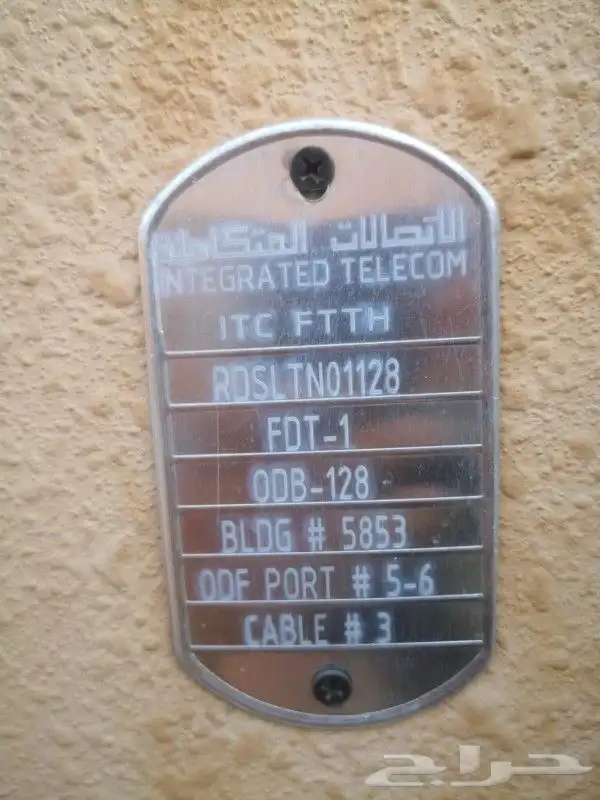 الاتصالات المتكاملة
INTEGRATED TELECOM
ITC FTTH
RDSLTN01128
FDT-1
ODB-128
BLDG # 5853
ODF PORT # 5-6
CABLE # 3
حراج